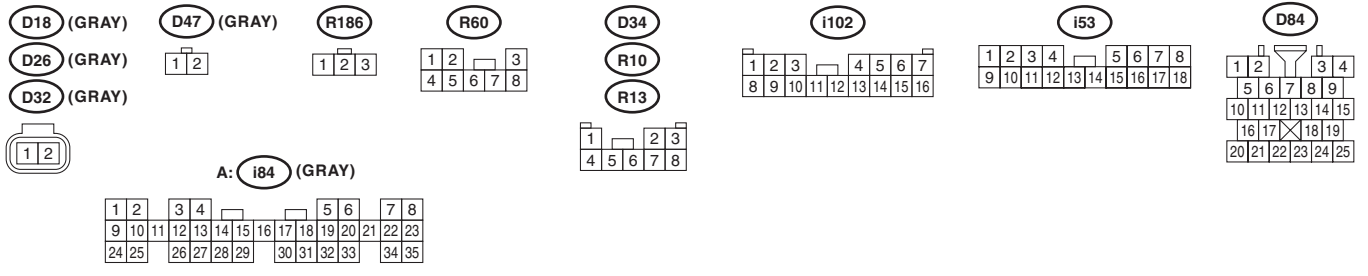 D18 (GRAY)
D26 (GRAY)
D32 (GRAY)
1 2
D47 (GRAY)
1 2
R186
1 2 3
R60
1 2 3
4 5 6 7 8
D34
R10
R13
1 2 3
4 5 6 7 8
i102
1 2 3 4 5 6 7
8 9 10 11 12 13 14 15 16
i53
1 2 3 4 5 6 7 8
9 10 11 12 13 14 15 16 17 18
D84
1 2 3 4
5 6 7 8 9
10 11 12 13 14 15
16 17 18 19
20 21 22 23 24 25
A: i84 (GRAY)
1 2 3 4 5 6 7 8
9 10 11 12 13 14 15 16 17 18 19 20 21 22 23
24 25 26 27 28 29 30 31 32 33 34 35